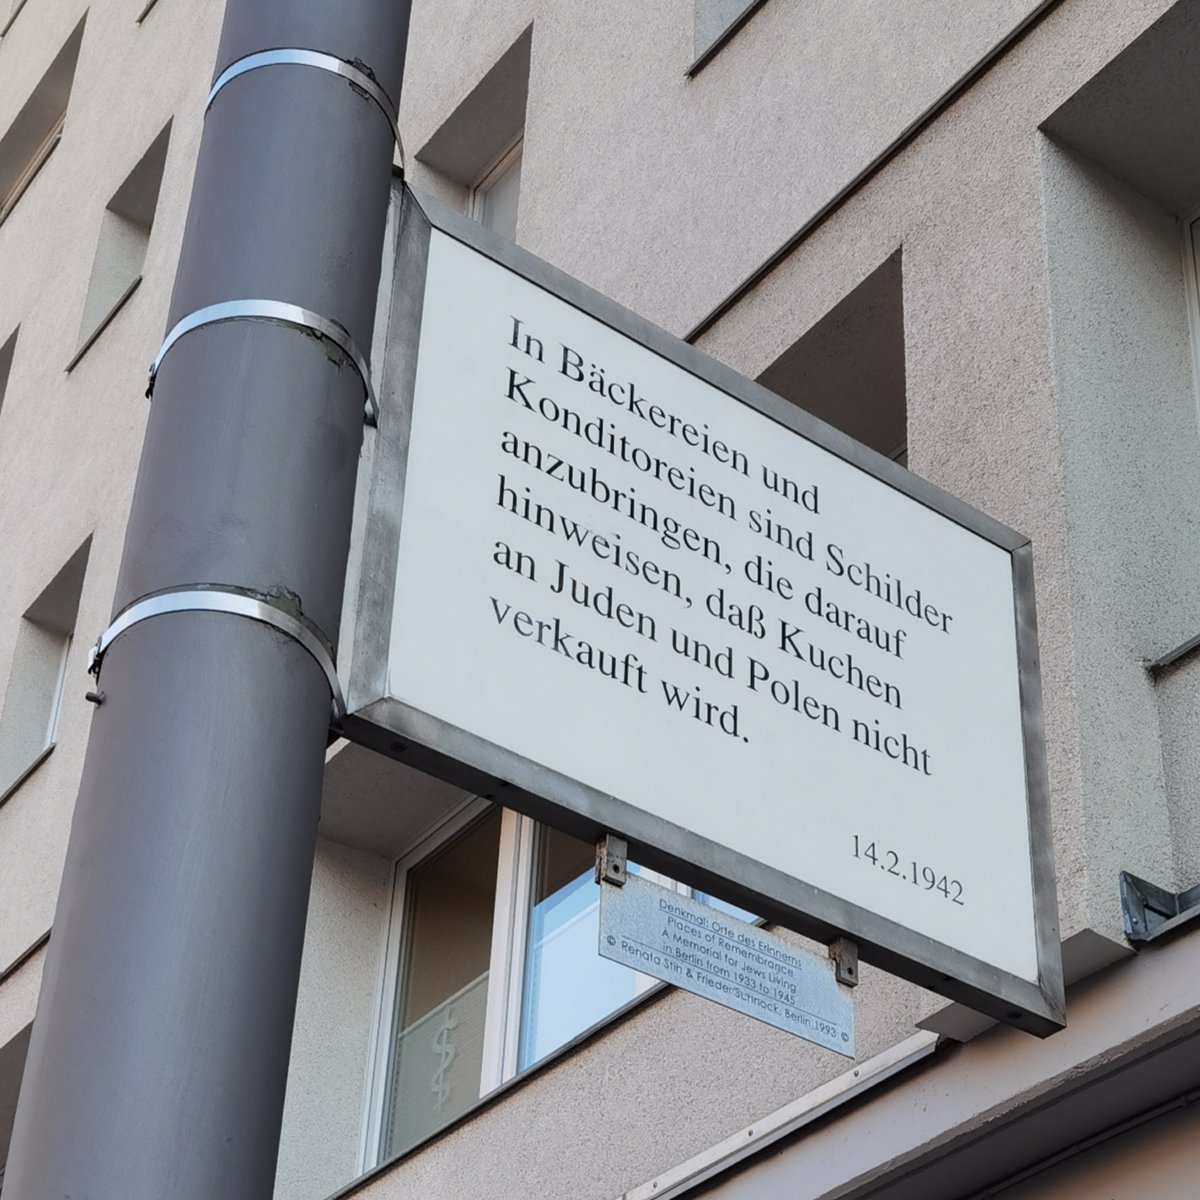 In Bäckereien und
Konditoreien sind Schilder
anzubringen, die darauf
hinweisen, daß Kuchen
an Juden und Polen nicht
verkauft wird.
14.2.1942
Denkmal: Orte des Erinnerns
Places of Remembrance
A Memorial for Jews Living
in Berlin from 1933 to 1945
© Renata Stih & Frieder Schnock, Berlin 1993 ©